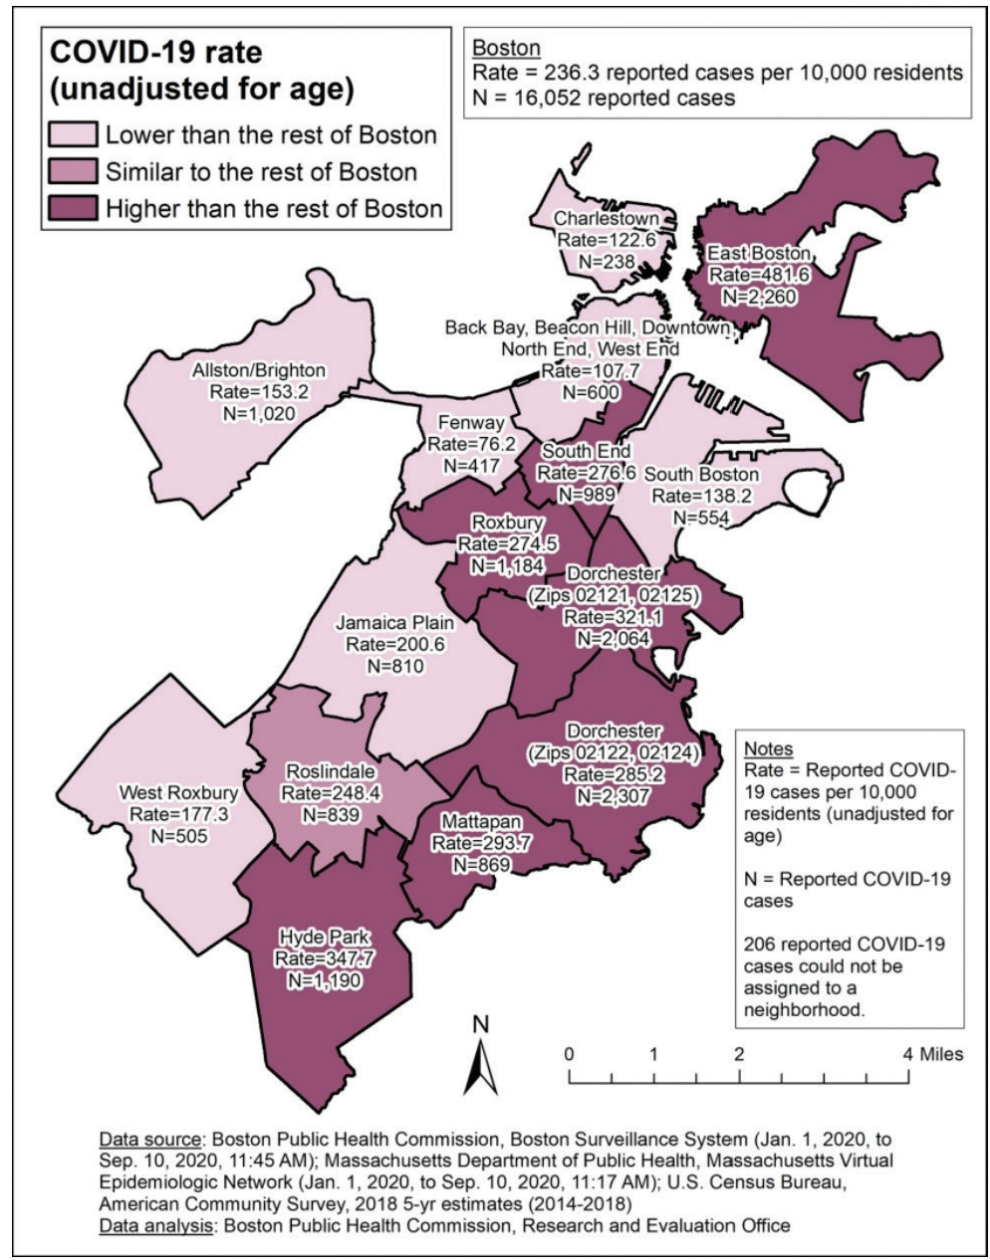 COVID-19 rate
(unadjusted for age)
Lower than the rest of Boston
Similar to the rest of Boston
Higher than the rest of Boston
Boston
Rate = 236.3 reported cases per 10,000 residents
N = 16,052 reported cases
Charlestown
Rate=122.6
N=238
East Boston
Rate=481.6
N=2,260
Back Bay, Beacon Hill, Downtown,
North End, West End
Rate=107.7
N=600
Allston/Brighton
Rate=153.2
N=1,020
Fenway
Rate=76.2
N=417
South End
Rate=276.6
N=989
South Boston
Rate=138.2
N=554
Roxbury
Rate=274.5
N=1,184
Dorchester
(Zips 02121, 02125)
Rate=321.1
N=2,064
Jamaica Plain
Rate=200.6
N=810
Dorchester
(Zips 02122, 02124)
Rate=285.2
N=2,307
Roslindale
Rate=248.4
N=839
West Roxbury
Rate=177.3
N=505
Mattapan
Rate=293.7
N=869
Hyde Park
Rate=347.7
N=1,190
Notes
Rate = Reported COVID-
19 cases per 10,000
residents (unadjusted for
age)
N = Reported COVID-19
cases
206 reported COVID-19
cases could not be
assigned to a
neighborhood.
N
0 1 2 4 Miles
Data source: Boston Public Health Commission, Boston Surveillance System (Jan. 1, 2020, to
Sep. 10, 2020, 11:45 AM); Massachusetts Department of Public Health, Massachusetts Virtual
Epidemiologic Network (Jan. 1, 2020, to Sep. 10, 2020, 11:17 AM); U.S. Census Bureau,
American Community Survey, 2018 5-yr estimates (2014-2018)
Data analysis: Boston Public Health Commission, Research and Evaluation Office